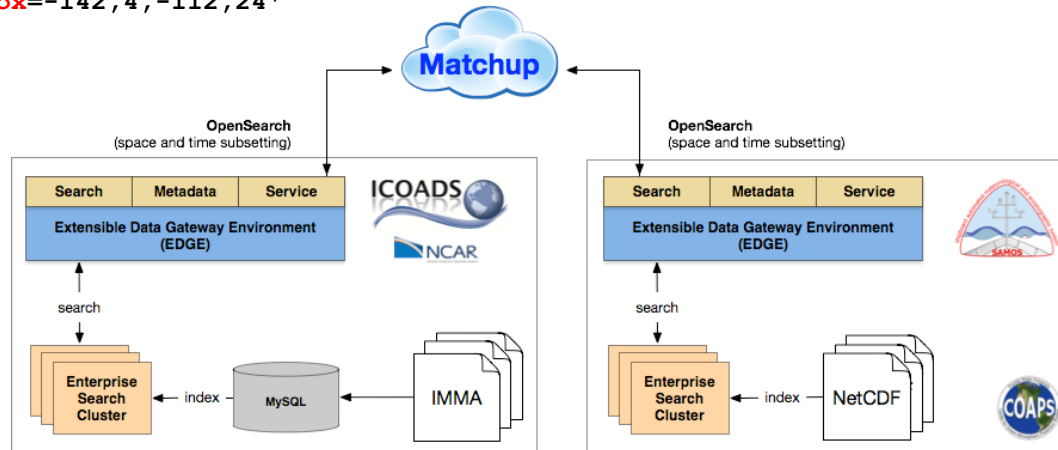 ox=-142,4,-112,24'
Matchup
OpenSearch
(space and time subsetting)
OpenSearch
(space and time subsetting)
Search Metadata Service
Extensible Data Gateway Environment
(EDGE)
ICOADS
NCAR
search
Enterprise
Search
Cluster
index
MySQL
IMMA
Search Metadata Service
Extensible Data Gateway Environment
(EDGE)
SAMOS
search
Enterprise
Search
Cluster
index
NetCDF
COAPS